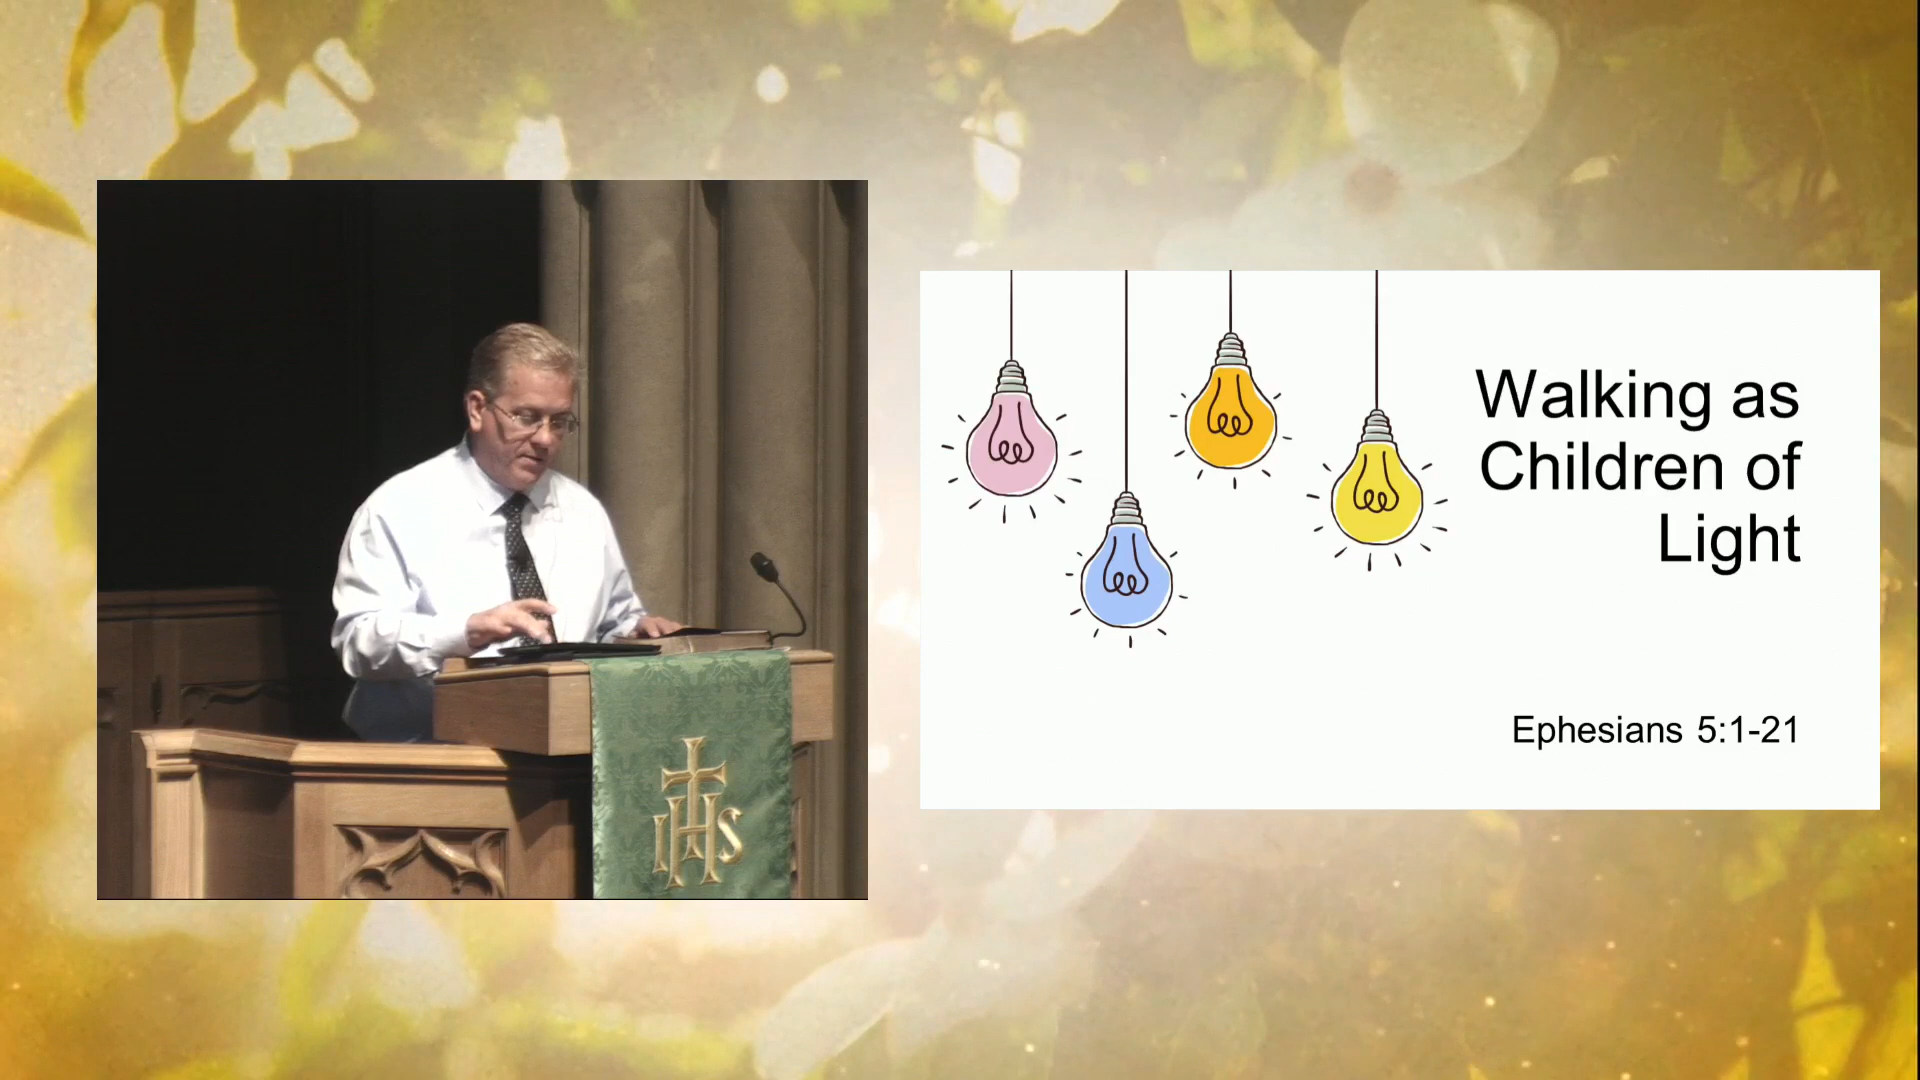 Walking as
Children of
Light
Ephesians 5:1-21
IHS